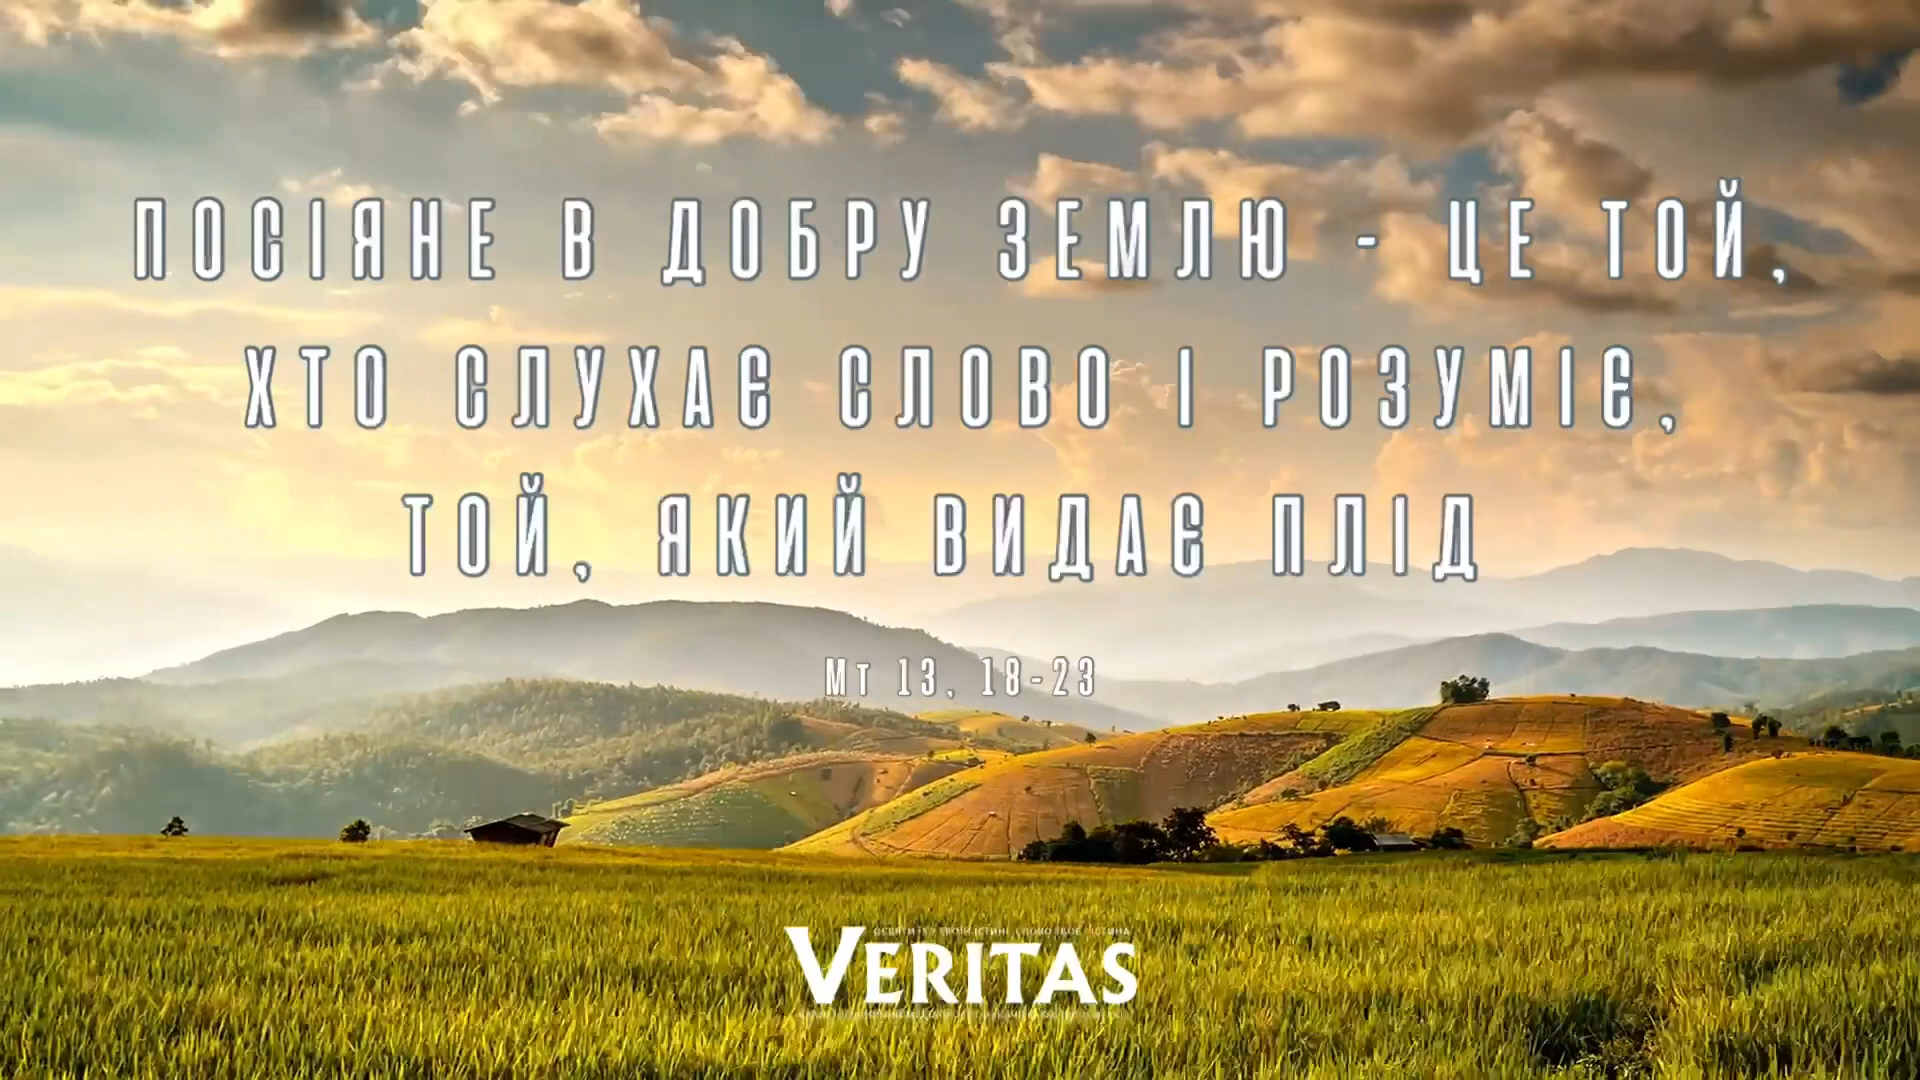 ПОСІЯНЕ В ДОБРУ ЗЕМЛЮ - ЦЕ ТОЙ,
ХТО СЛУХАЄ СЛОВО І РОЗУМІЄ,
ТОЙ, ЯКИЙ ВИДАЄ ПЛІД
Мт 13, 18-23
VERITAS